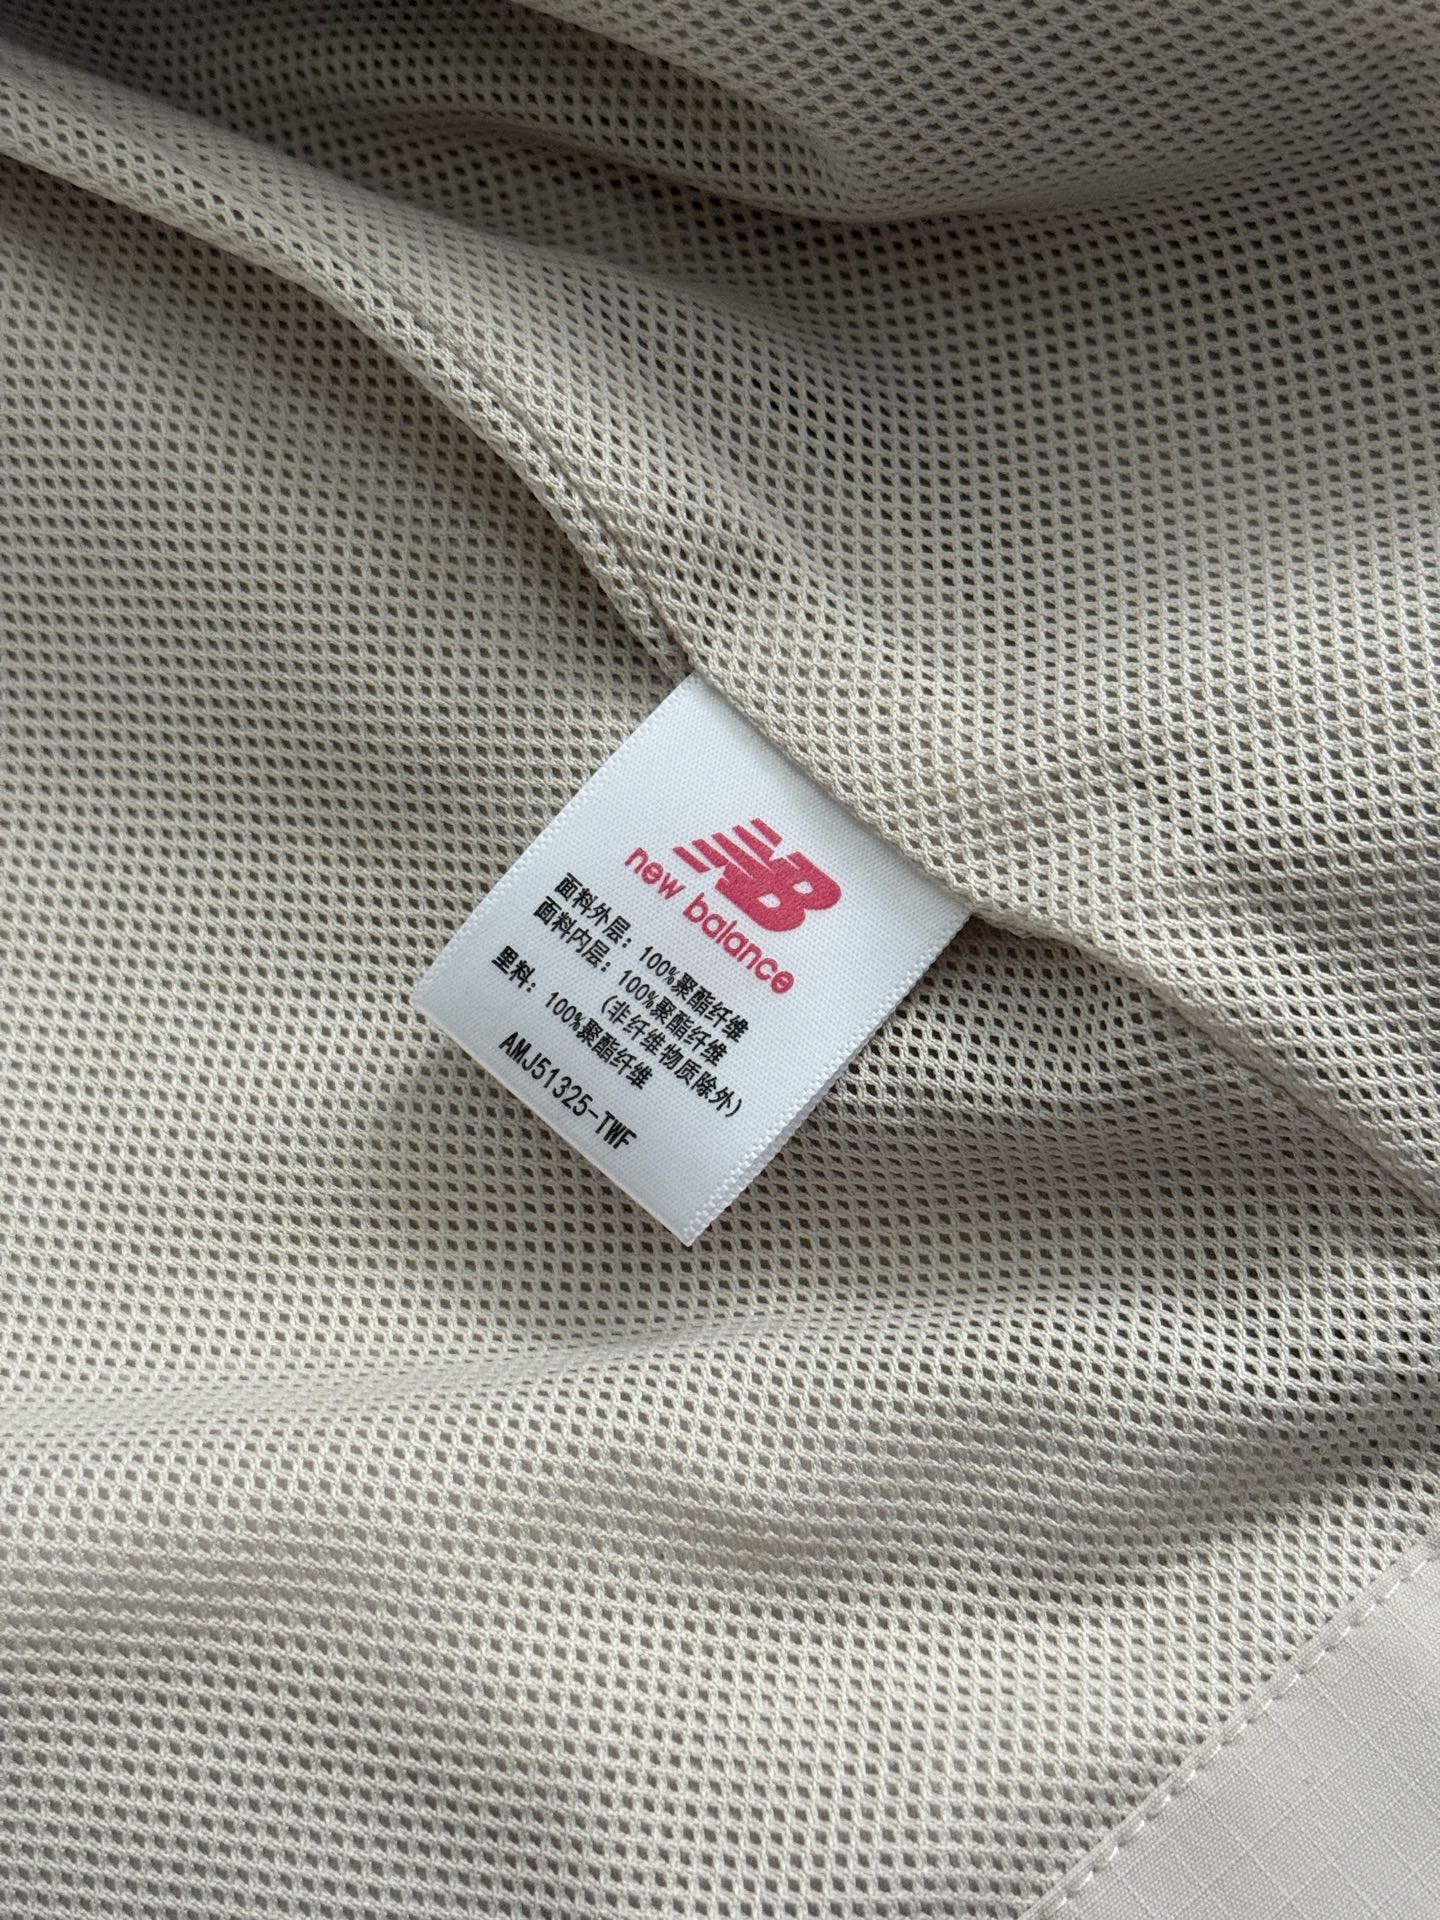 NB
new balance
面料外层：100%聚酯纤维
面料内层：100%聚酯纤维
(非纤维物质除外)
里料：100%聚酯纤维
AMJ51325-TWF